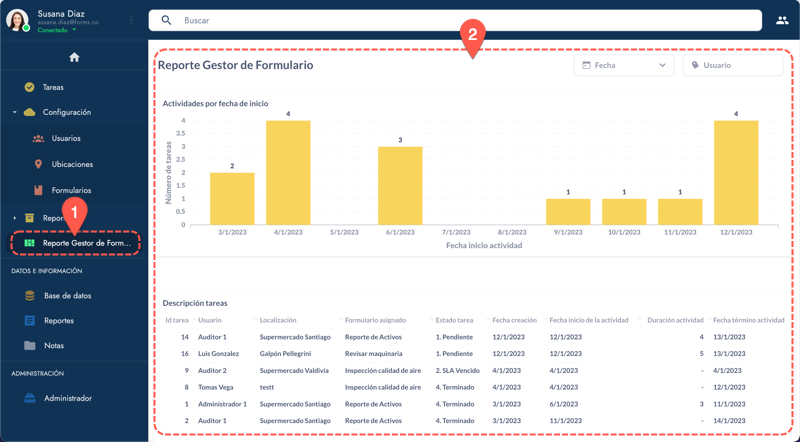 Susana Diaz
susana.diaz@forms.co
Conectado
Buscar
Tareas
Configuración
Usuarios
Ubicaciones
Formularios
Report
1
Reporte Gestor de Form...
DATOS E INFORMACIÓN
Base de datos
Reportes
Notas
ADMINISTRACIÓN
Administrador
2
Reporte Gestor de Formulario
Fecha
Usuario
Actividades por fecha de inicio
Número de tareas
4
3.5
3
2.5
2
1.5
1
0.5
0
2
4
3
1
1
1
4
3/1/2023 4/1/2023 5/1/2023 6/1/2023 7/1/2023 8/1/2023 9/1/2023 10/1/2023 11/1/2023 12/1/2023
Fecha inicio actividad
Descripción tareas
Id tarea Usuario Localización Formulario asignado Estado tarea Fecha creación Fecha inicio de la actividad Duración actividad Fecha término actividad
14 Auditor 1 Supermercado Santiago Reporte de Activos 1. Pendiente 12/1/2023 12/1/2023 4 13/1/2023
16 Luis Gonzalez Galpón Pellegrini Revisar maquinaria 1. Pendiente 12/1/2023 12/1/2023 5 13/1/2023
9 Auditor 2 Supermercado Valdivia Inspección calidad de aire 2. SLA Vencido 4/1/2023 4/1/2023 - 4/1/2023
8 Tomas Vega testt Inspección calidad de aire 4. Terminado 4/1/2023 4/1/2023 - 12/1/2023
1 Administrador 1 Supermercado Santiago Reporte de Activos 4. Terminado 3/1/2023 6/1/2023 3 11/1/2023
2 Auditor 1 Supermercado Santiago Reporte de Activos 4. Terminado 3/1/2023 11/1/2023 - 14/1/2023